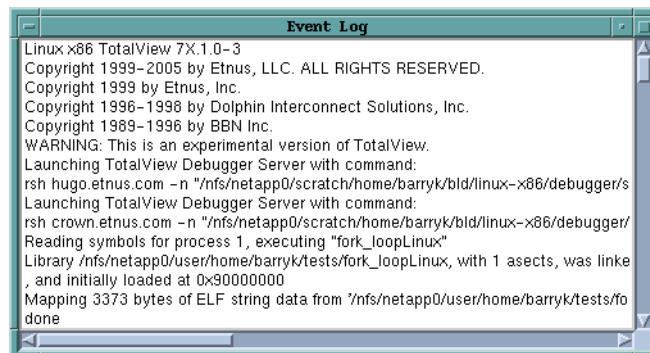 Event Log
Linux x86 TotalView 7X.1.0-3
Copyright 1999-2005 by Etnus, LLC. ALL RIGHTS RESERVED.
Copyright 1999 by Etnus, Inc.
Copyright 1996-1998 by Dolphin Interconnect Solutions, Inc.
Copyright 1989-1996 by BBN Inc.
WARNING: This is an experimental version of TotalView.
Launching TotalView Debugger Server with command:
rsh hugo.etnus.com -n "/nfs/netapp0/scratch/home/barryk/bld/linux-x86/debugger/s
Launching TotalView Debugger Server with command:
rsh crown.etnus.com -n "/nfs/netapp0/scratch/home/barryk/bld/linux-x86/debugger/
Reading symbols for process 1, executing "fork_loopLinux"
Library /nfs/netapp0/user/home/barryk/tests/fork_loopLinux, with 1 asects, was linke
, and initially loaded at 0x90000000
Mapping 3373 bytes of ELF string data from '/nfs/netapp0/user/home/barryk/tests/fo
done